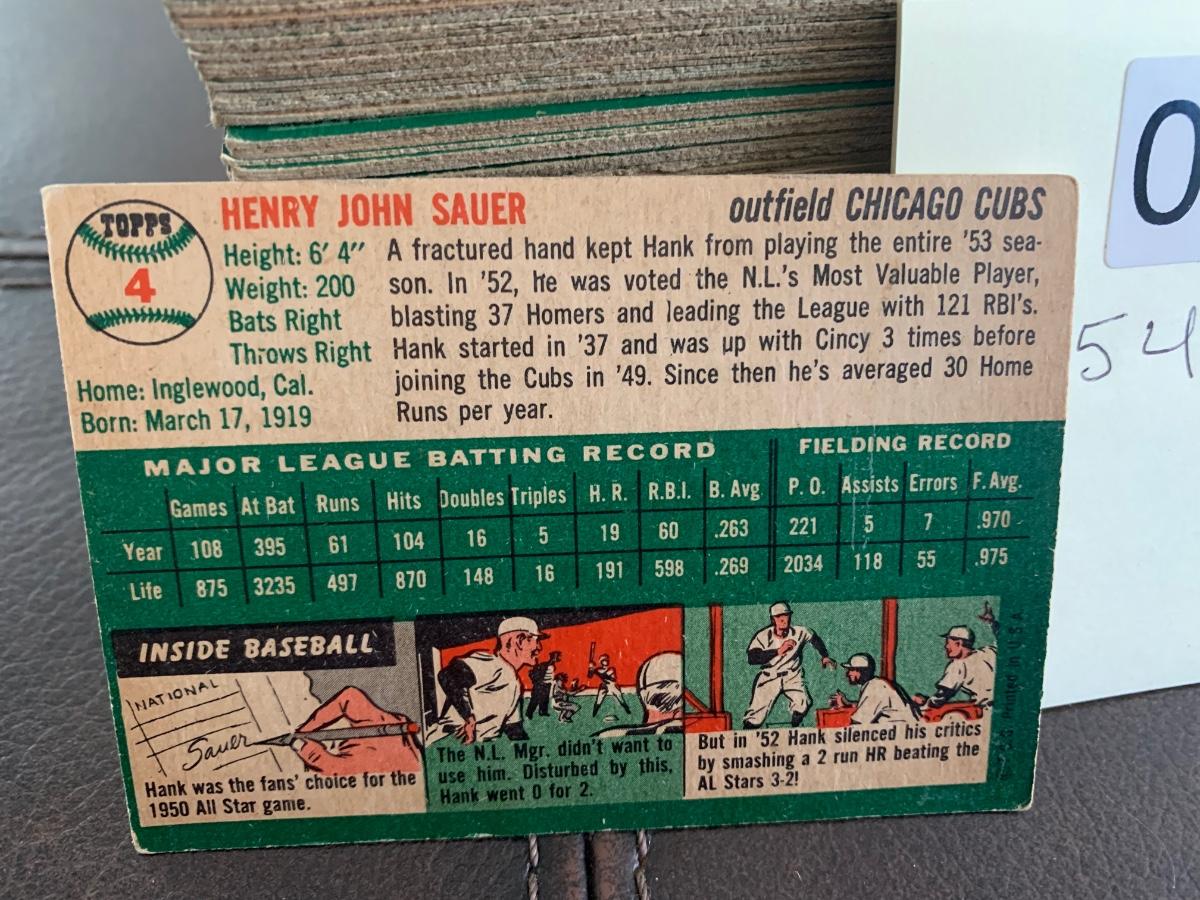 TOPPS
4
HENRY JOHN SAUER
outfield CHICAGO CUBS
Height: 6' 4"
Weight: 200
Bats Right
Throws Right
Home: Inglewood, Cal.
Born: March 17, 1919
A fractured hand kept Hank from playing the entire '53 sea-
son. In '52, he was voted the N.L.'s Most Valuable Player,
blasting 37 Homers and leading the League with 121 RBI's.
Hank started in '37 and was up with Cincy 3 times before
joining the Cubs in '49. Since then he's averaged 30 Home
Runs per year.
MAJOR LEAGUE BATTING RECORD FIELDING RECORD
Games At Bat Runs Hits Doubles Triples H. R. R.B.I. B. Avg P. O. Assists Errors F. Avg.
Year 108 395 61 104 16 5 19 60 .263 221 5 7 .970
Life 875 3235 497 870 148 16 191 598 .269 2034 118 55 .975
INSIDE BASEBALL
NATIONAL
Sauer
Hank was the fans' choice for the
1950 All Star game.
The N.L. Mgr. didn't want to
use him. Disturbed by this,
Hank went 0 for 2.
But in '52 Hank silenced his critics
by smashing a 2 run HR beating the
AL Stars 3-2!
Printed in U.S.A.
0
54